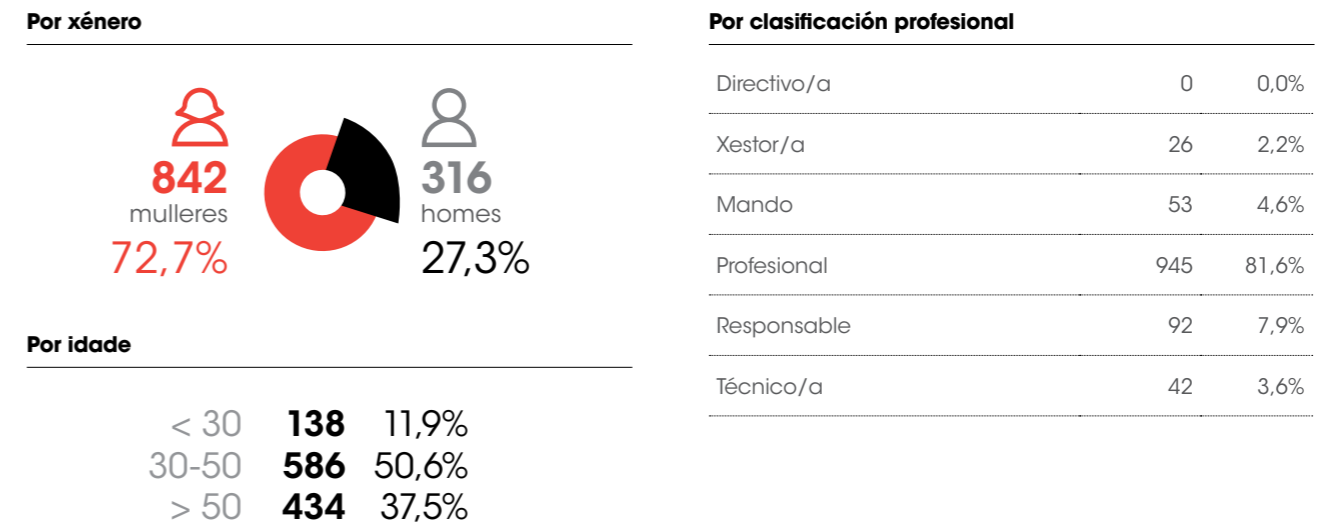 Por xénero
842
mulleres
72,7%
316
homes
27,3%
Por idade
< 30 138 11,9%
30-50 586 50,6%
> 50 434 37,5%
Por clasificación profesional
Directivo/a 0 0,0%
Xestor/a 26 2,2%
Mando 53 4,6%
Profesional 945 81,6%
Responsable 92 7,9%
Técnico/a 42 3,6%